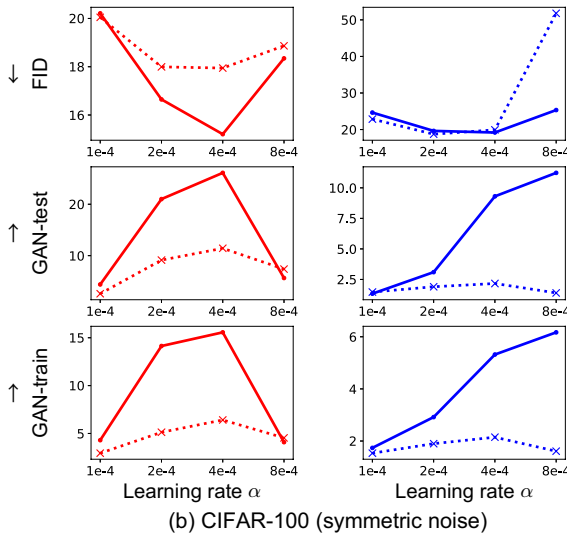 ↓ FID
20
18
16
1e-4 2e-4 4e-4 8e-4
50
40
30
20
1e-4 2e-4 4e-4 8e-4
↑ GAN-test
20
10
1e-4 2e-4 4e-4 8e-4
10.0
7.5
5.0
2.5
1e-4 2e-4 4e-4 8e-4
↑ GAN-train
15
10
5
1e-4 2e-4 4e-4 8e-4
6
4
2
1e-4 2e-4 4e-4 8e-4
Learning rate α
Learning rate α
(b) CIFAR-100 (symmetric noise)